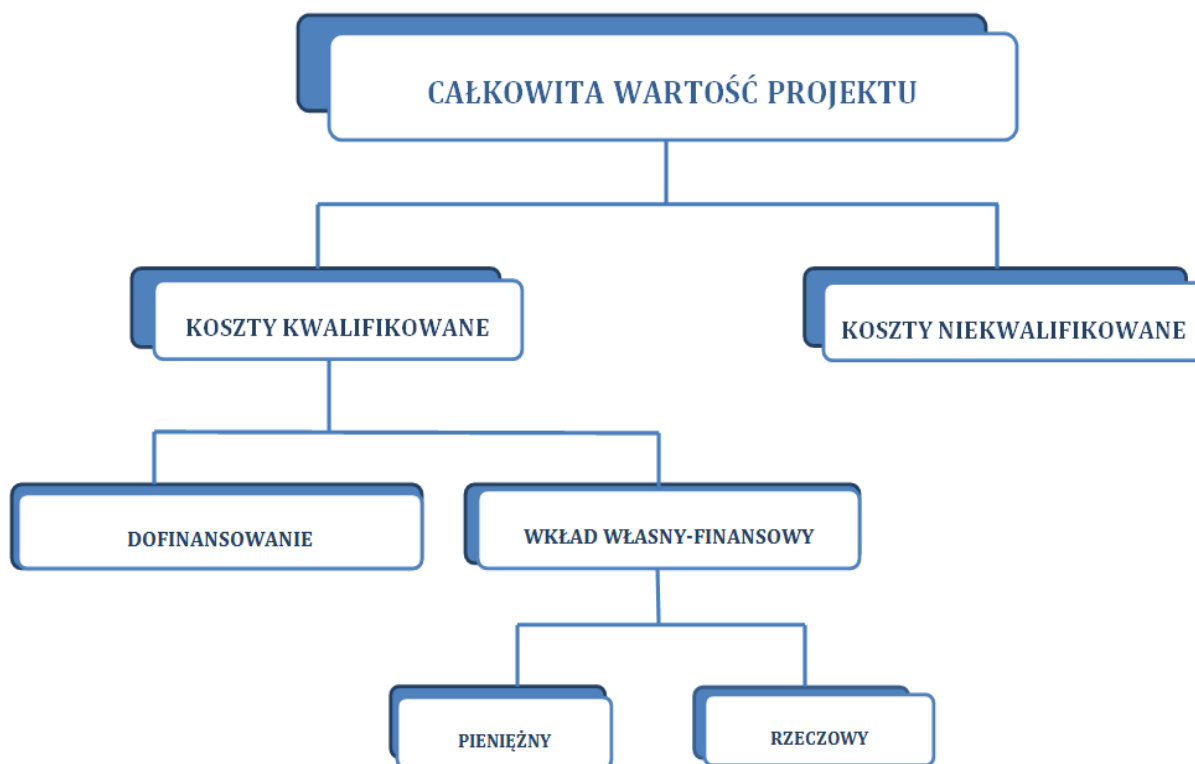 CAŁKOWITA WARTOŚĆ PROJEKTU
KOSZTY KWALIFIKOWANE
KOSZTY NIEKWALIFIKOWANE
DOFINANSOWANIE
WKŁAD WŁASNY-FINANSOWY
PIENIĘŻNY
RZECZOWY